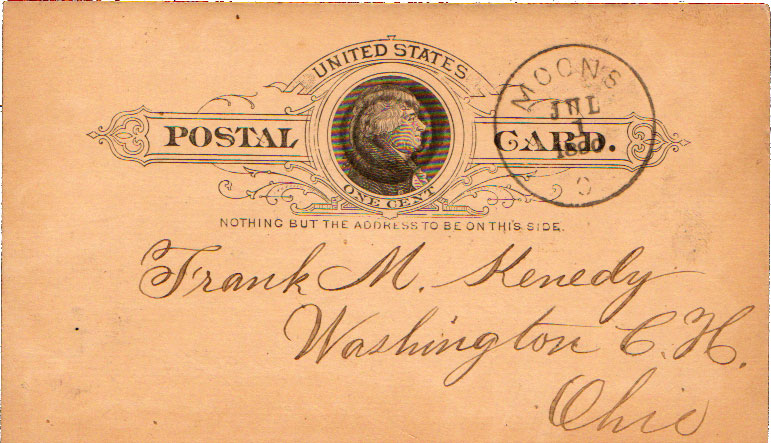 UNITED STATES
POSTAL CARD.
ONE CENT
NOTHING BUT THE ADDRESS TO BE ON THIS SIDE.
MOONS
JUL
1
O
Frank M. Kenedy
Washington C. H.
Ohio